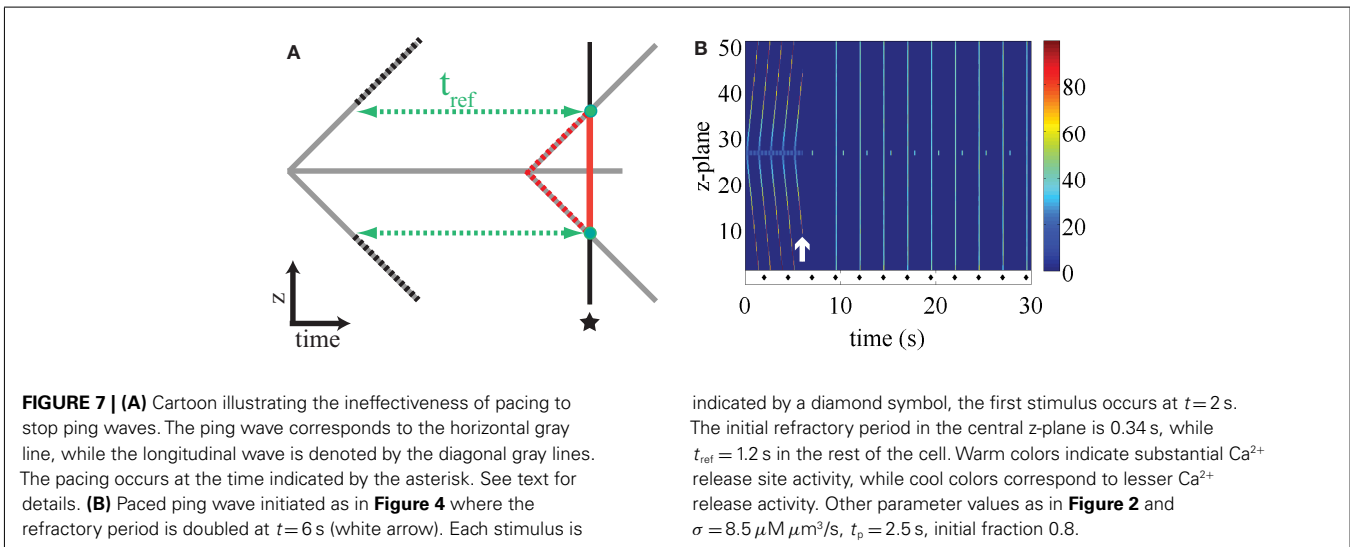 A
t_ref
z
time
B
50
40
30
20
10
z-plane
0 10 20 30
time (s)
80
60
40
20
0
FIGURE 7 | (A) Cartoon illustrating the ineffectiveness of pacing to
stop ping waves. The ping wave corresponds to the horizontal gray
line, while the longitudinal wave is denoted by the diagonal gray lines.
The pacing occurs at the time indicated by the asterisk. See text for
details. (B) Paced ping wave initiated as in Figure 4 where the
refractory period is doubled at t = 6 s (white arrow). Each stimulus is
indicated by a diamond symbol, the first stimulus occurs at t = 2 s.
The initial refractory period in the central z-plane is 0.34 s, while
t_ref = 1.2 s in the rest of the cell. Warm colors indicate substantial Ca²⁺
release site activity, while cool colors correspond to lesser Ca²⁺
release activity. Other parameter values as in Figure 2 and
σ = 8.5 μM μm³/s, t_p = 2.5 s, initial fraction 0.8.